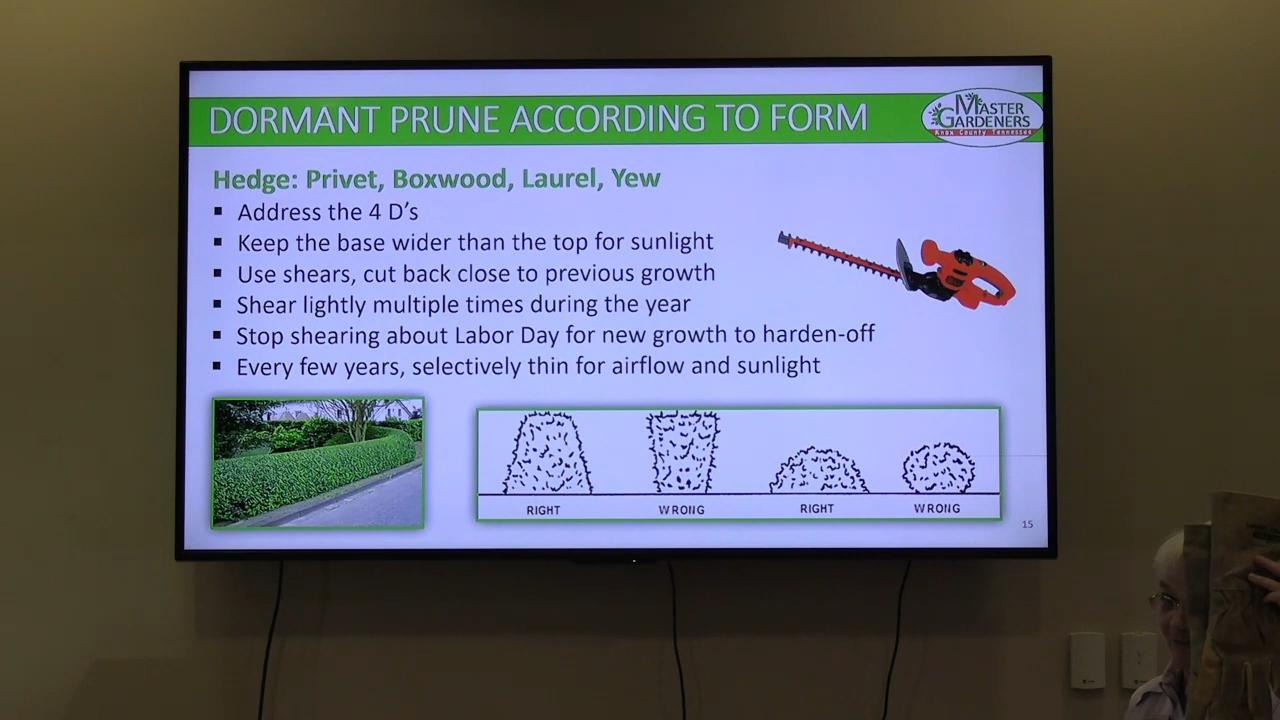 DORMANT PRUNE ACCORDING TO FORM
MASTER
GARDENERS
Knox County Tennessee
Hedge: Privet, Boxwood, Laurel, Yew
▪ Address the 4 D’s
▪ Keep the base wider than the top for sunlight
▪ Use shears, cut back close to previous growth
▪ Shear lightly multiple times during the year
▪ Stop shearing about Labor Day for new growth to harden-off
▪ Every few years, selectively thin for airflow and sunlight
RIGHT WRONG RIGHT WRONG
15